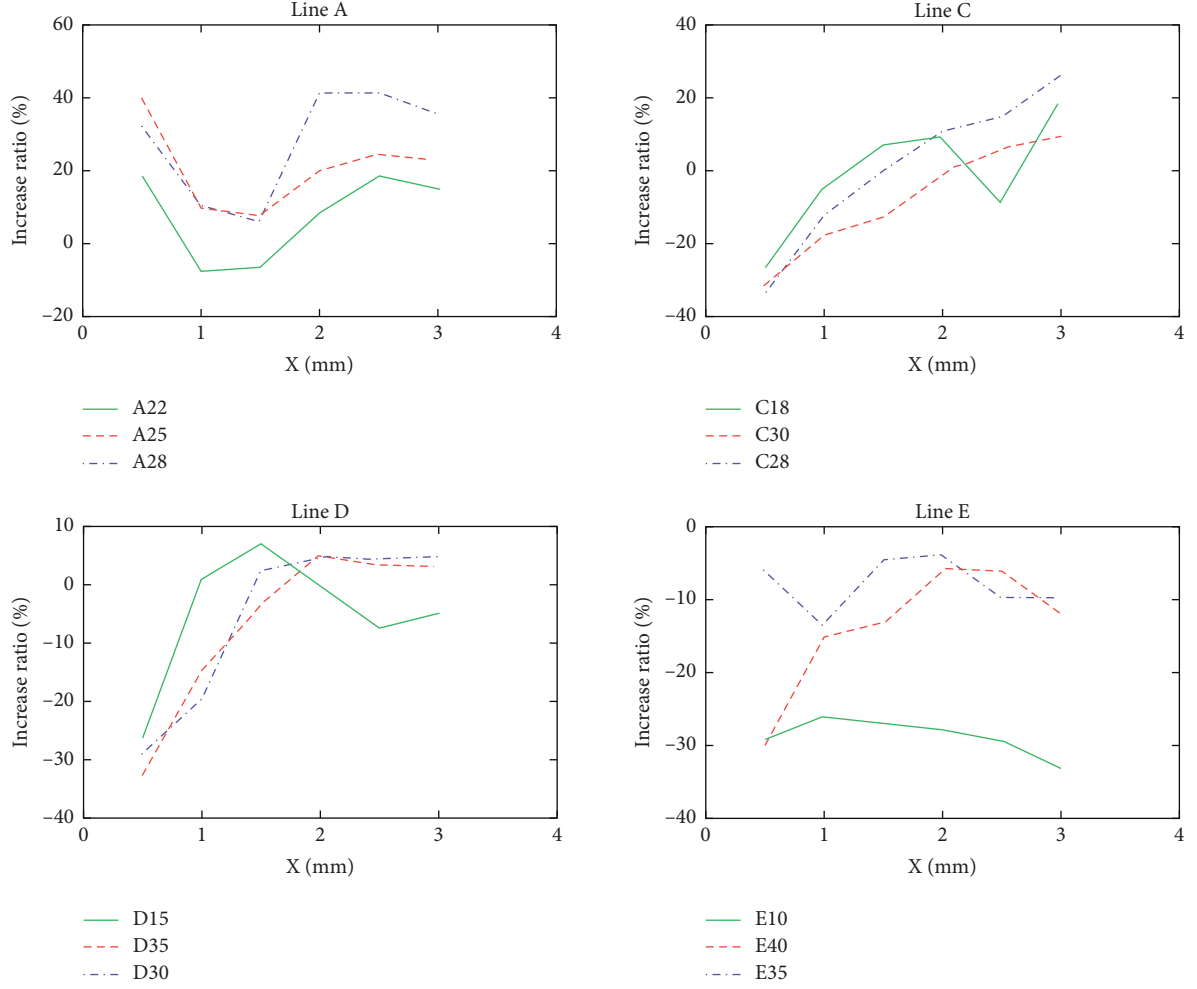 Line A
60
40
20
0
–20
Increase ratio (%)
0 1 2 3 4
X (mm)
A22
A25
A28
Line C
40
20
0
–20
–40
Increase ratio (%)
0 1 2 3 4
X (mm)
C18
C30
C28
Line D
10
0
–10
–20
–30
–40
Increase ratio (%)
0 1 2 3 4
X (mm)
D15
D35
D30
Line E
0
–10
–20
–30
–40
Increase ratio (%)
0 1 2 3 4
X (mm)
E10
E40
E35